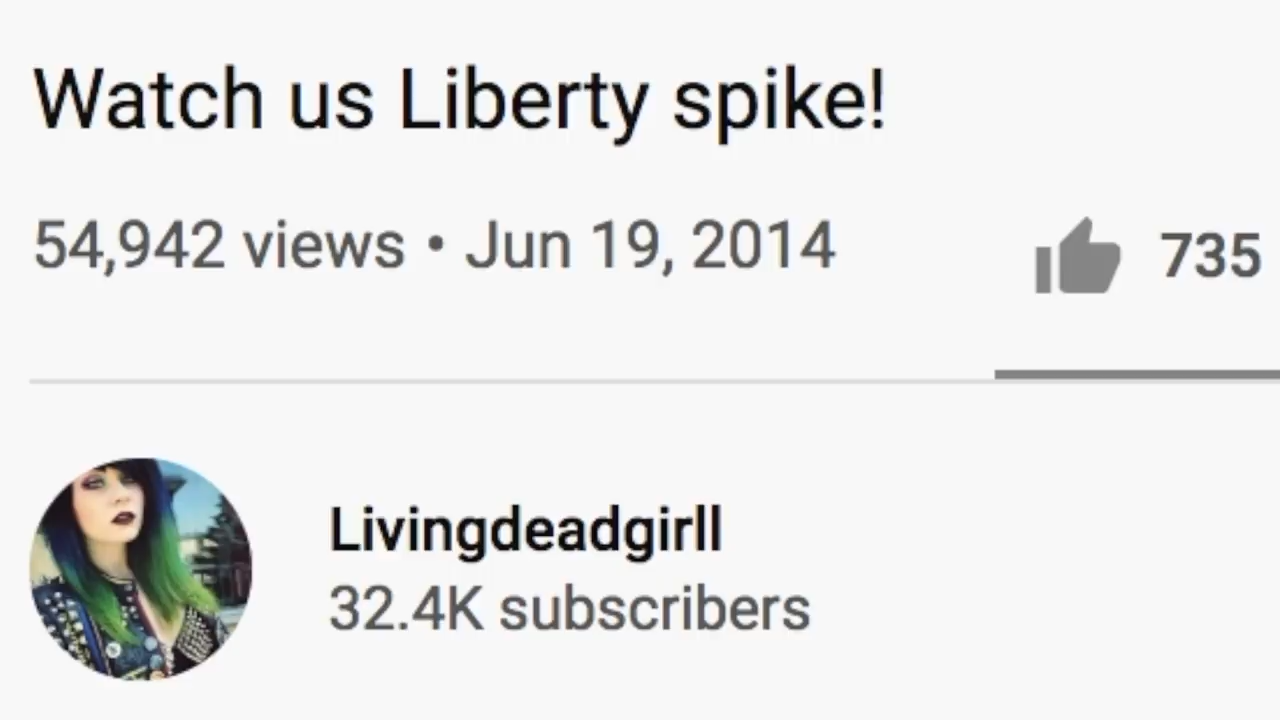 Watch us Liberty spike!
54,942 views • Jun 19, 2014
735
Livingdeadgirll
32.4K subscribers